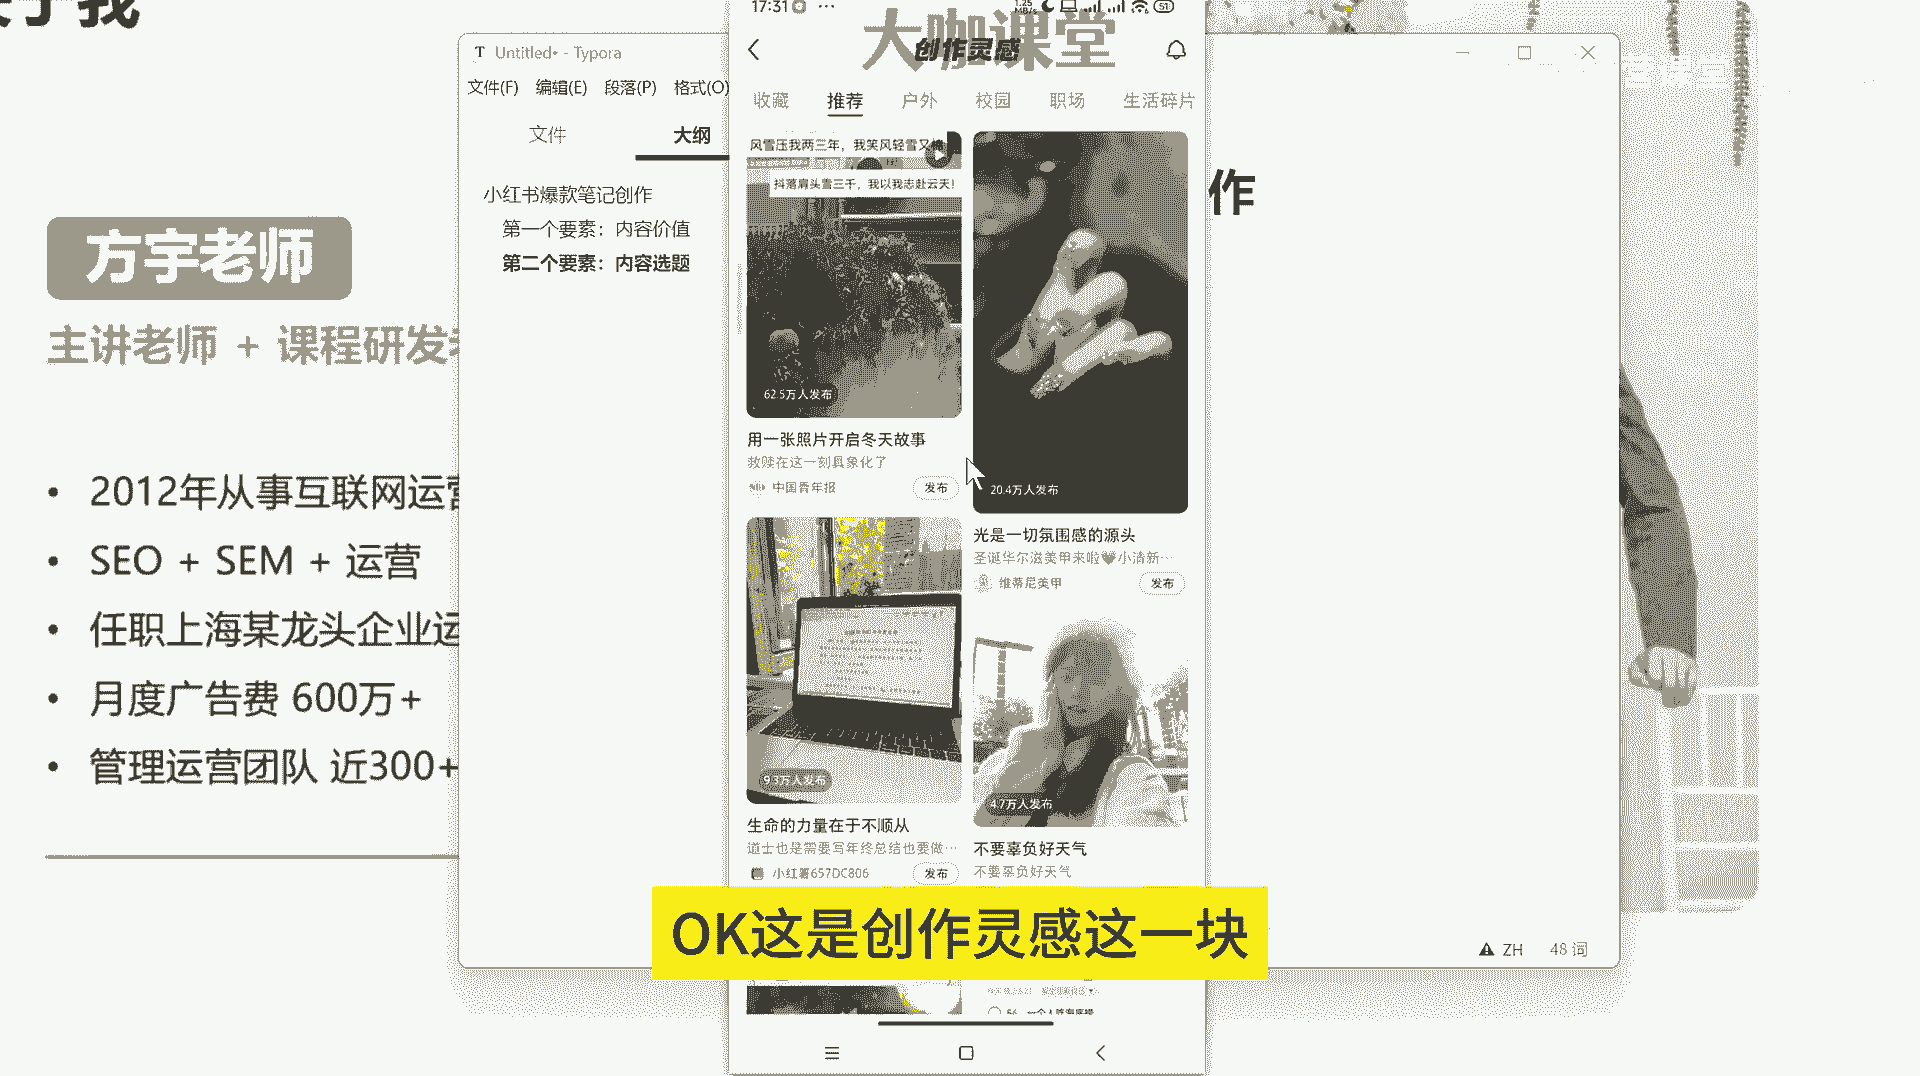 于我
方宇老师
主讲老师 + 课程研发
2012年从事互联网运营
SEO + SEM + 运营
任职上海某龙头企业运
月度广告费 600万+
管理运营团队 近300+
Untitled• - Typora
文件(F) 编辑(E) 段落(P) 格式(O)
文件 大纲
小红书爆款笔记创作
第一个要素：内容价值
第二个要素：内容选题
作
17:31
51
大咖课堂
创作灵感
收藏 推荐 户外 校园 职场 生活碎片
风雪压我两三年，我笑风轻雪又
抖落肩头雪三千，我以我志赴云天！
62.5万人发布
用一张照片开启冬天故事
救赎在这一刻具象化了
中国青年报 发布
20.4万人发布
光是一切氛围感的源头
圣诞华尔滋美甲来啦🖤小清新…
维蒂尼美甲 发布
9.3万人发布
生命的力量在于不顺从
道士也是需要写年终总结也要做…
小红薯657DC806 发布
4.7万人发布
不要辜负好天气
不要辜负好天气
OK这是创作灵感这一块
ZH 48 词